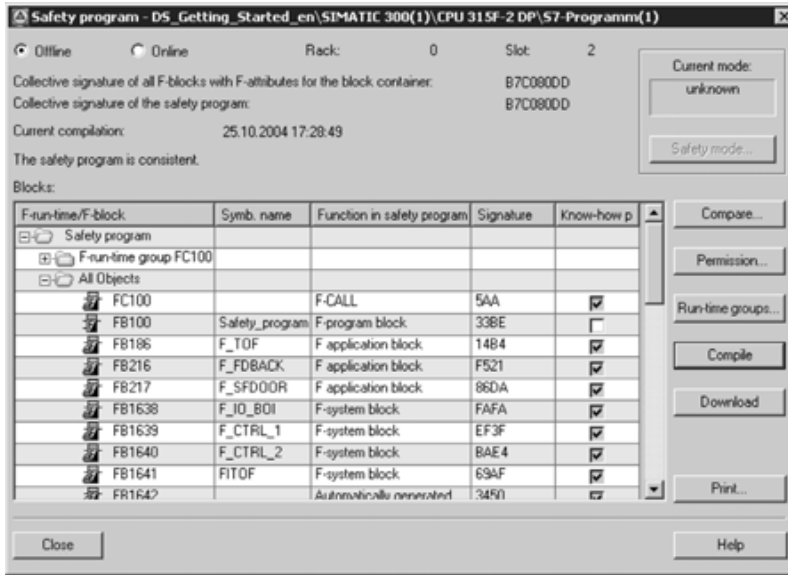 Safety program - DS_Getting_Started_en\SIMATIC 300(1)\CPU 315F-2 DP\S7-Programm(1)
Offline Online Rack: 0 Slot: 2
Current mode:
unknown
Safety mode...
Collective signature of all F-blocks with F-attributes for the block container: B7C080DD
Collective signature of the safety program: B7C080DD
Current compilation: 25.10.2004 17:28:49
The safety program is consistent.
Blocks:
F-run-time/F-block Symb. name Function in safety program Signature Know-how p
Safety program
F-run-time group FC100
All Objects
FC100 F-CALL 5AA
FB100 Safety_program F-program block 33BE
FB186 F_TOF F application block 14B4
FB216 F_FDBACK F application block F521
FB217 F_SFDOOR F application block 86DA
FB1638 F_IO_BOI F-system block FAFA
FB1639 F_CTRL_1 F-system block EF3F
FB1640 F_CTRL_2 F-system block BAE4
FB1641 FITOF F-system block 69AF
FB1642 Automatically generated 3450
Compare...
Permission...
Run-time groups...
Compile
Download
Print...
Close Help